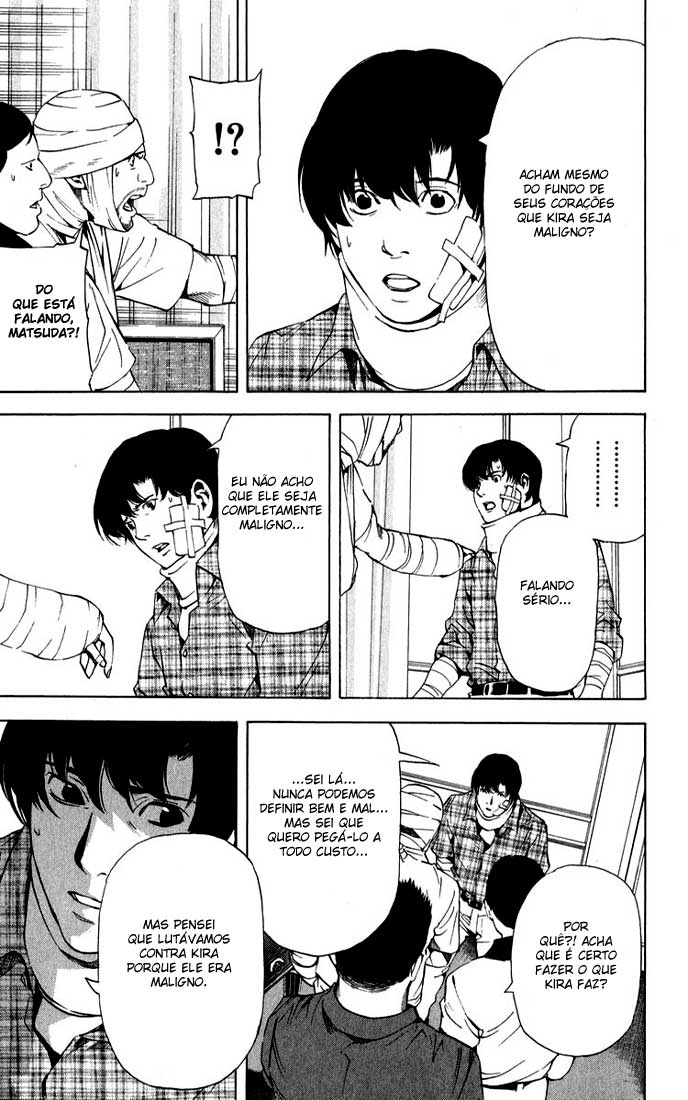 ACHAM MESMO
DO FUNDO DE
SEUS CORAÇÕES
QUE KIRA SEJA
MALIGNO?
!?
DO
QUE ESTÁ
FALANDO,
MATSUDA?!
.........
FALANDO
SÉRIO...
EU NÃO ACHO
QUE ELE SEJA
COMPLETAMENTE
MALIGNO...
POR
QUÊ?! ACHA
QUE É CERTO
FAZER O QUE
KIRA FAZ?
...SEI LÁ...
NUNCA PODEMOS
DEFINIR BEM E MAL...
MAS SEI QUE
QUERO PEGÁ-LO A
TODO CUSTO...
MAS PENSEI
QUE LUTÁVAMOS
CONTRA KIRA
PORQUE ELE ERA
MALIGNO.